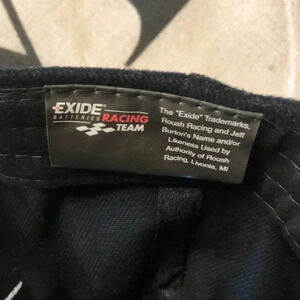 EXIDE
BATTERIES RACING
TEAM
The "Exide" Trademarks,
Roush Racing and Jeff
Burton's Name and/or
Likeness Used by
Authority of Roush
Racing, Livonia, MI